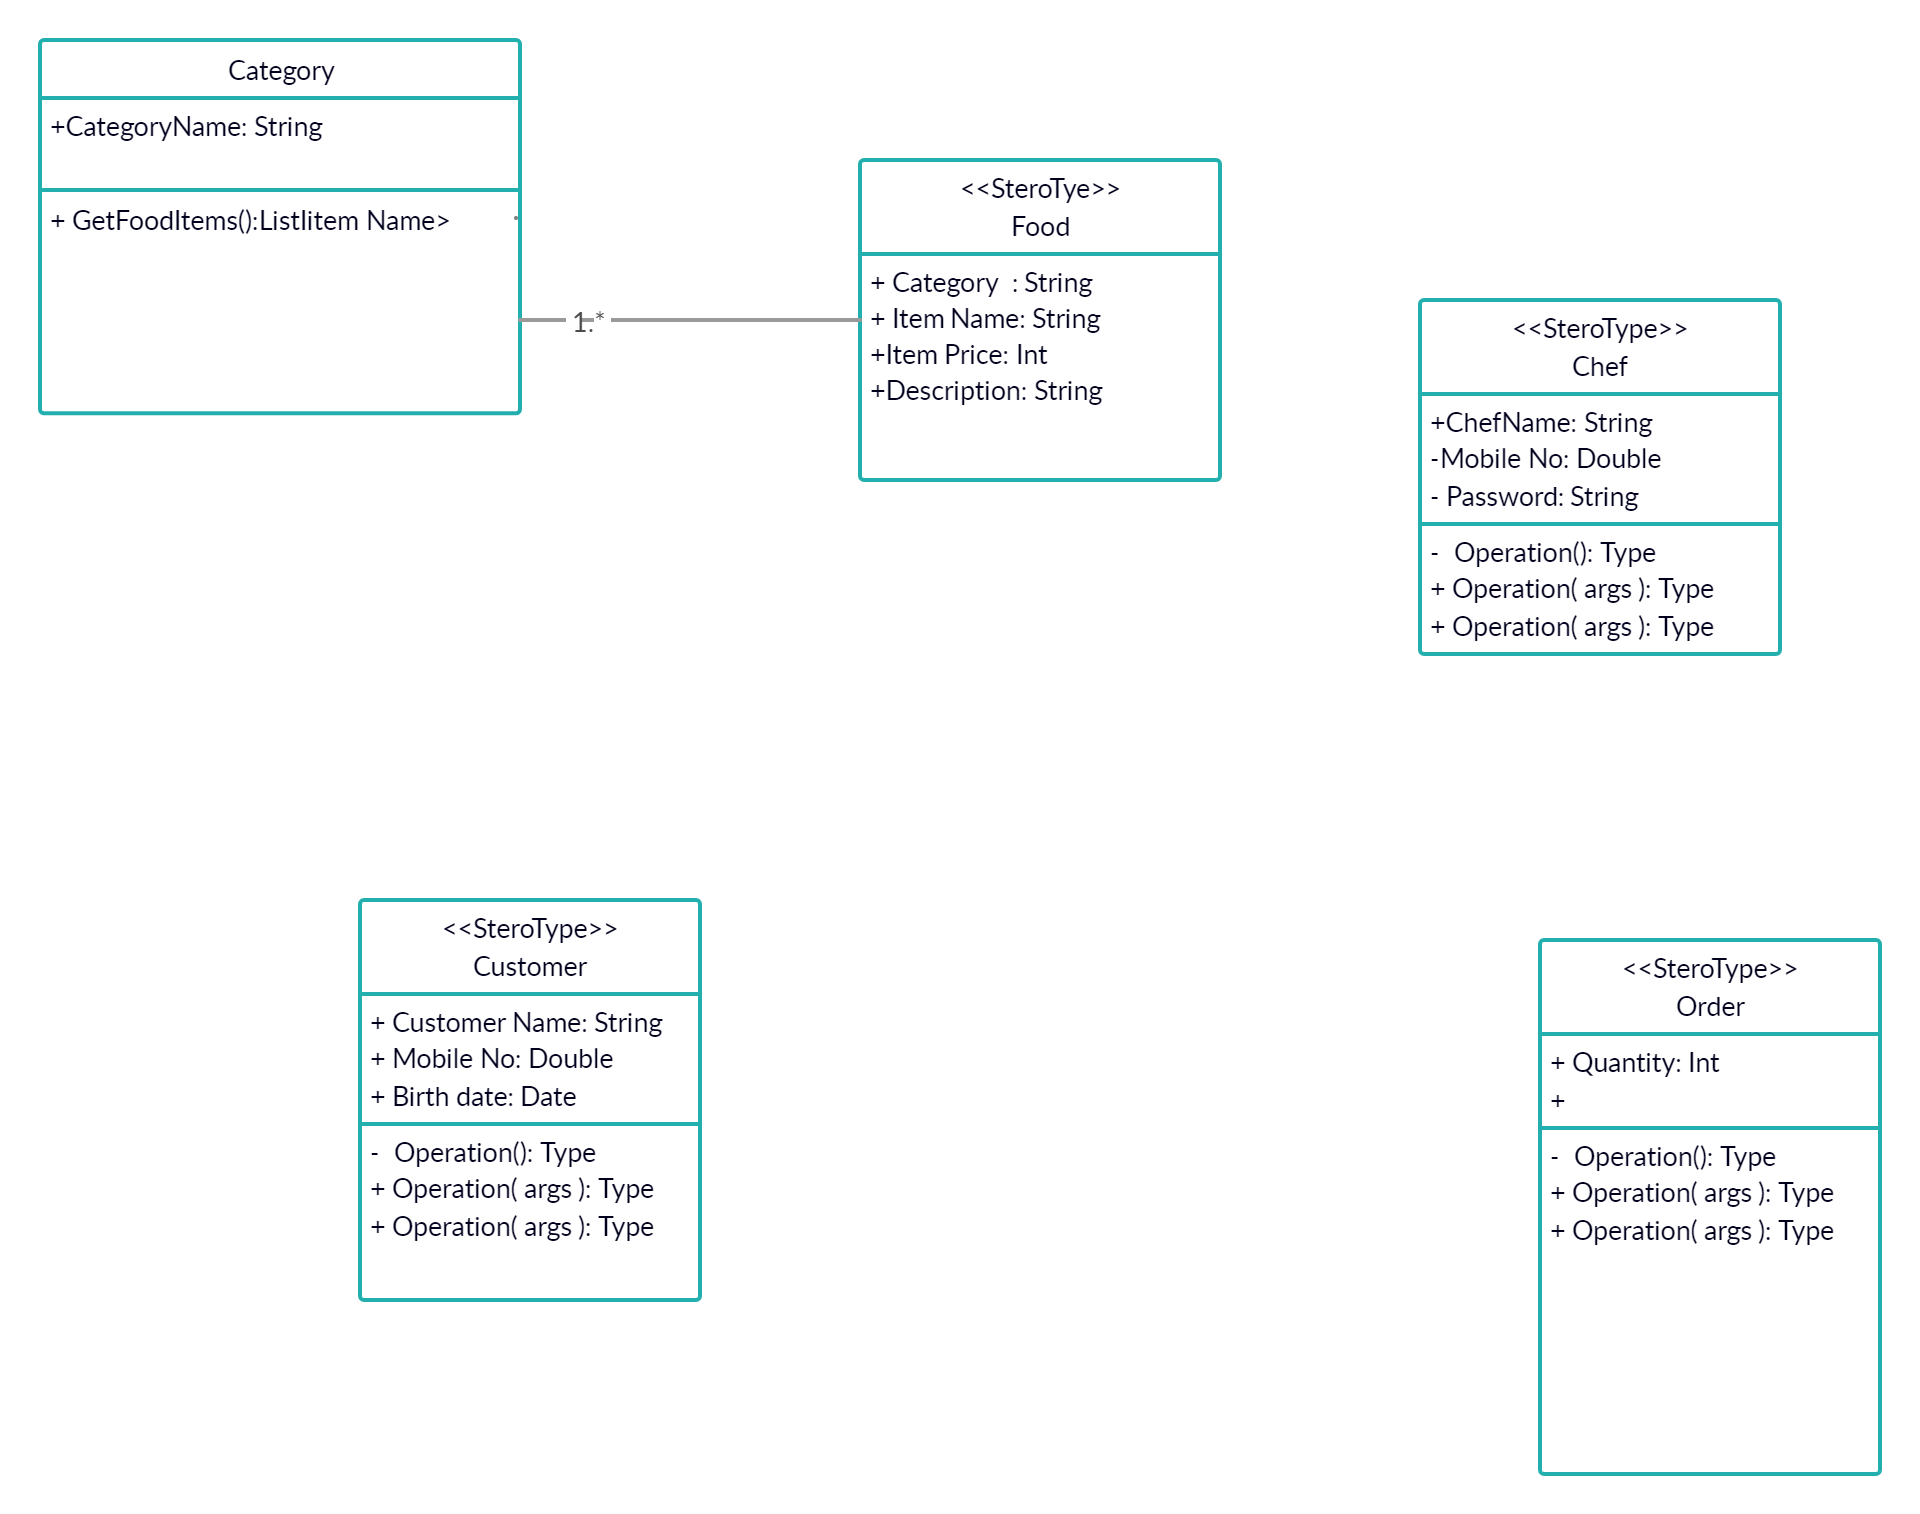 Category
+CategoryName: String
+ GetFoodItems():ListIitem Name>
1.*
<<SteroTye>>
Food
+ Category  : String
+ Item Name: String
+Item Price: Int
+Description: String
<<SteroType>>
Chef
+ChefName: String
-Mobile No: Double
- Password: String
-  Operation(): Type
+ Operation( args ): Type
+ Operation( args ): Type
<<SteroType>>
Customer
+ Customer Name: String
+ Mobile No: Double
+ Birth date: Date
-  Operation(): Type
+ Operation( args ): Type
+ Operation( args ): Type
<<SteroType>>
Order
+ Quantity: Int
+
-  Operation(): Type
+ Operation( args ): Type
+ Operation( args ): Type